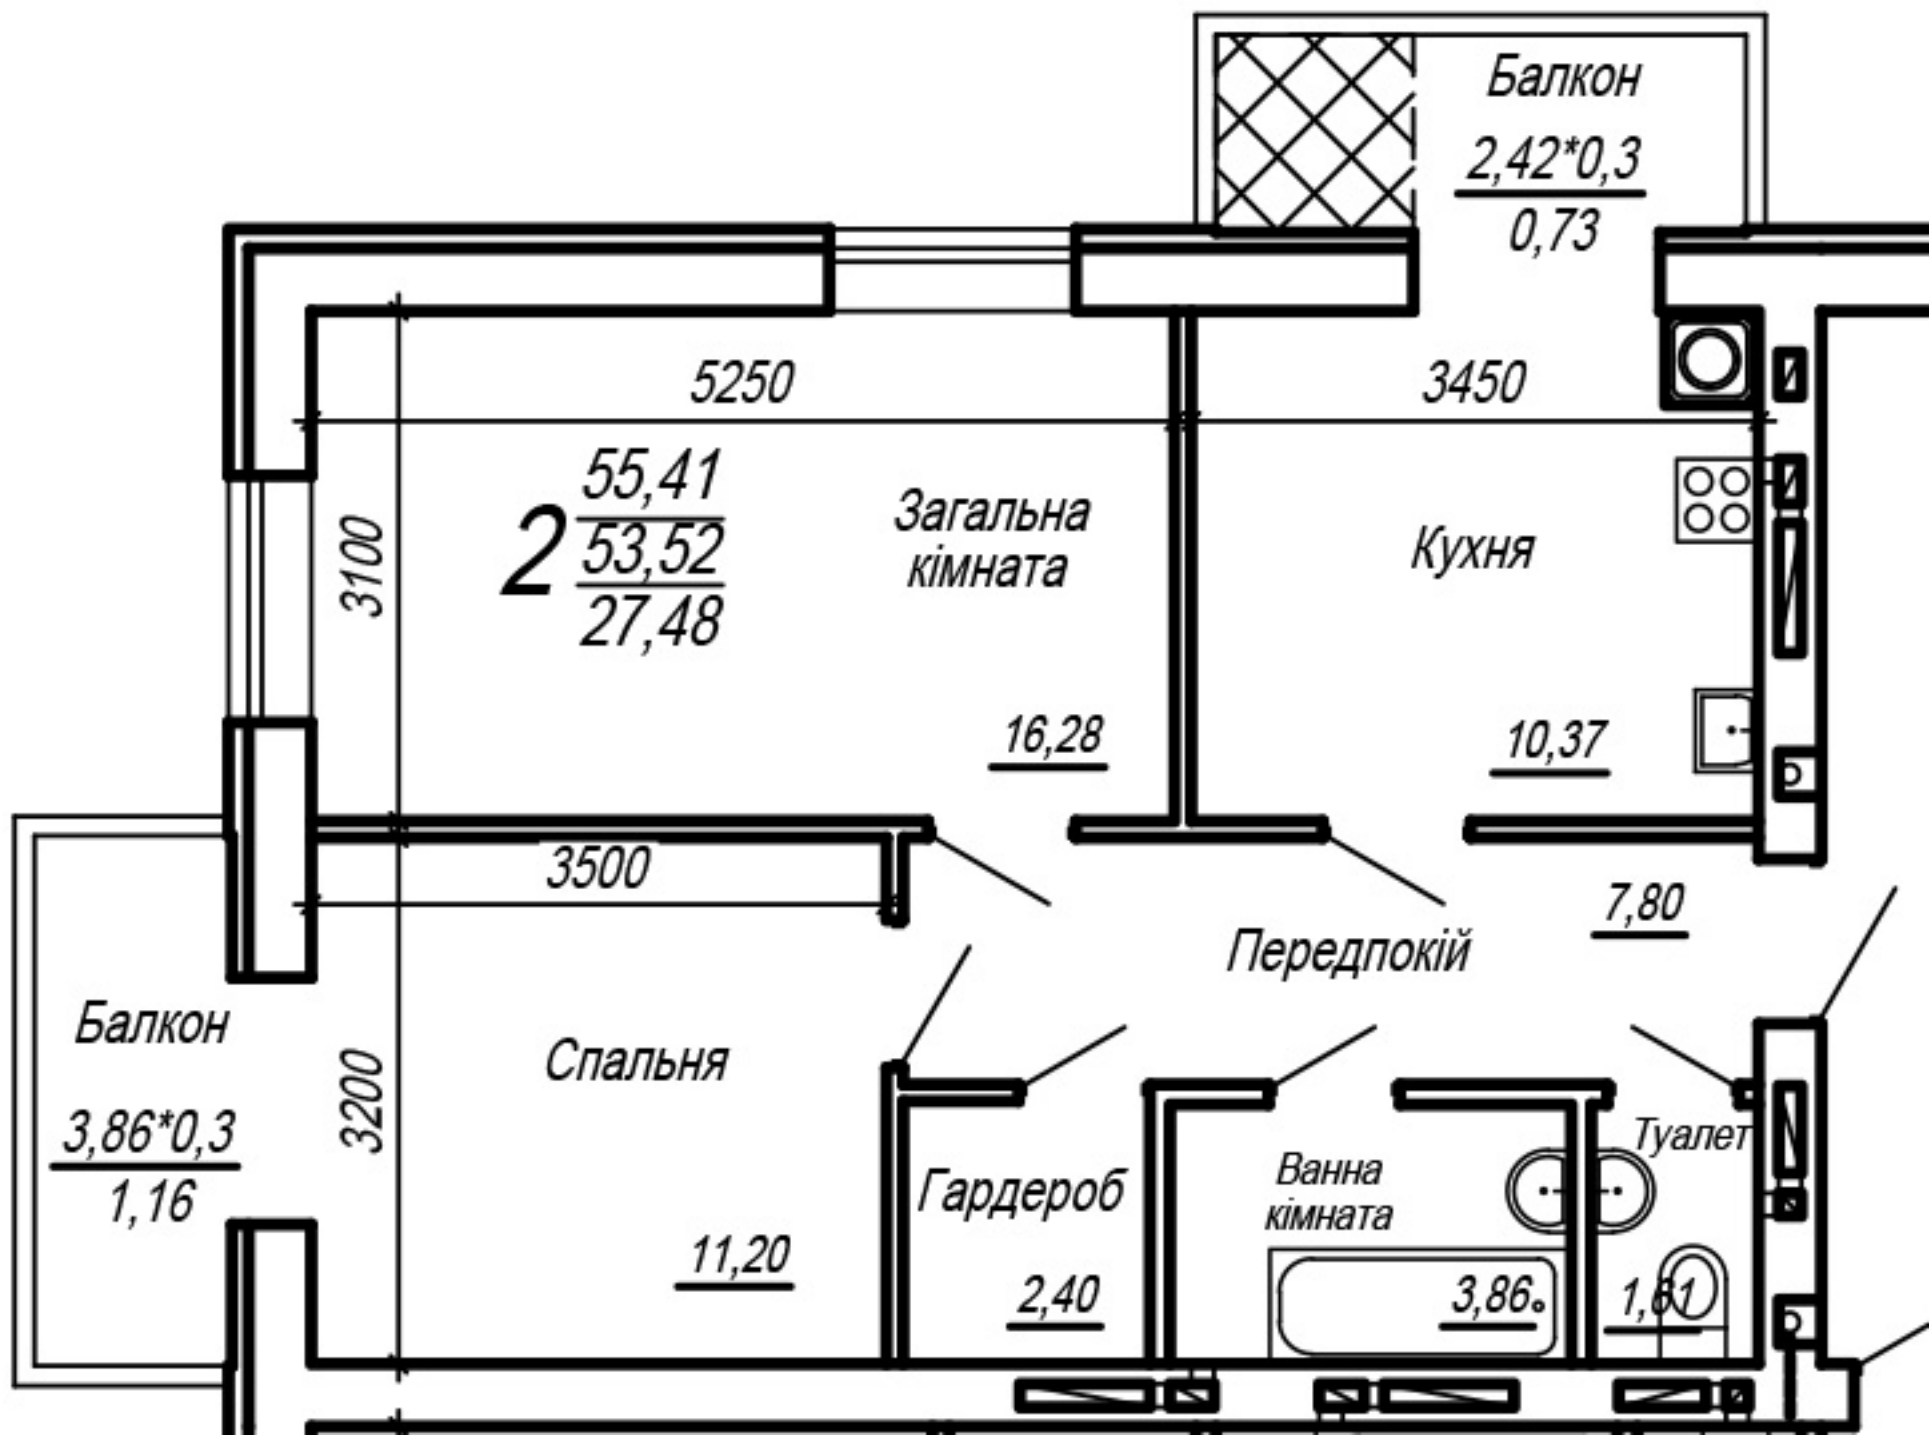 Балкон
2,42*0,3
0,73
5250
3450
3100
2
55,41
53,52
27,48
Загальна
кімната
Кухня
16,28
10,37
3500
7,80
Передпокій
Балкон
3,86*0,3
1,16
Спальня
3200
11,20
Гардероб
2,40
Ванна
кімната
3,86
Туалет
1,61